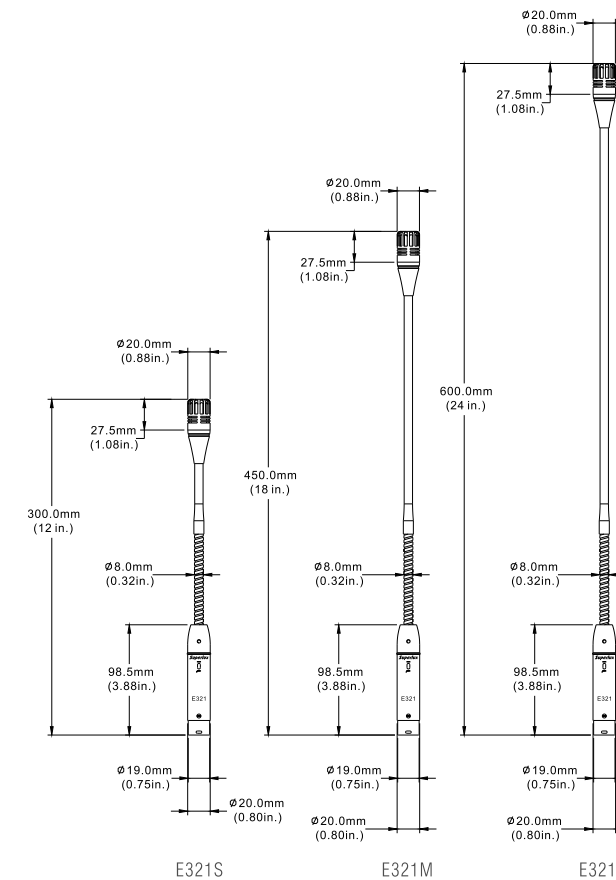 Ø20.0mm
(0.88in.)
27.5mm
(1.08in.)
600.0mm
(24 in.)
Ø8.0mm
(0.32in.)
98.5mm
(3.88in.)
Superlux
E321
Ø19.0mm
(0.75in.)
Ø20.0mm
(0.80in.)
E321
Ø20.0mm
(0.88in.)
27.5mm
(1.08in.)
450.0mm
(18 in.)
Ø8.0mm
(0.32in.)
98.5mm
(3.88in.)
Superlux
E321
Ø19.0mm
(0.75in.)
Ø20.0mm
(0.80in.)
E321M
Ø20.0mm
(0.88in.)
27.5mm
(1.08in.)
300.0mm
(12 in.)
Ø8.0mm
(0.32in.)
98.5mm
(3.88in.)
Superlux
E321
Ø19.0mm
(0.75in.)
Ø20.0mm
(0.80in.)
E321S